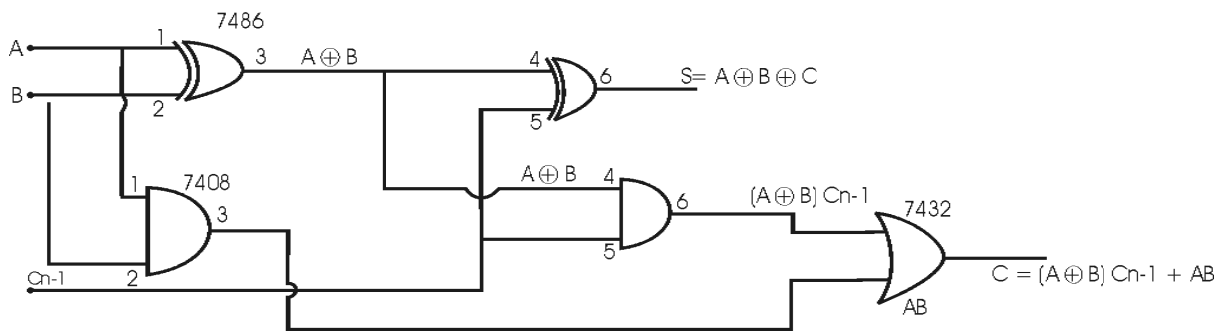 7486
A
1
3
A ⊕ B
4
6
S= A ⊕ B ⊕ C
B
2
5
7408
1
3
A ⊕ B
4
6
(A ⊕ B) Cn-1
7432
5
2
Cn-1
C = (A ⊕ B) Cn-1 + AB
AB